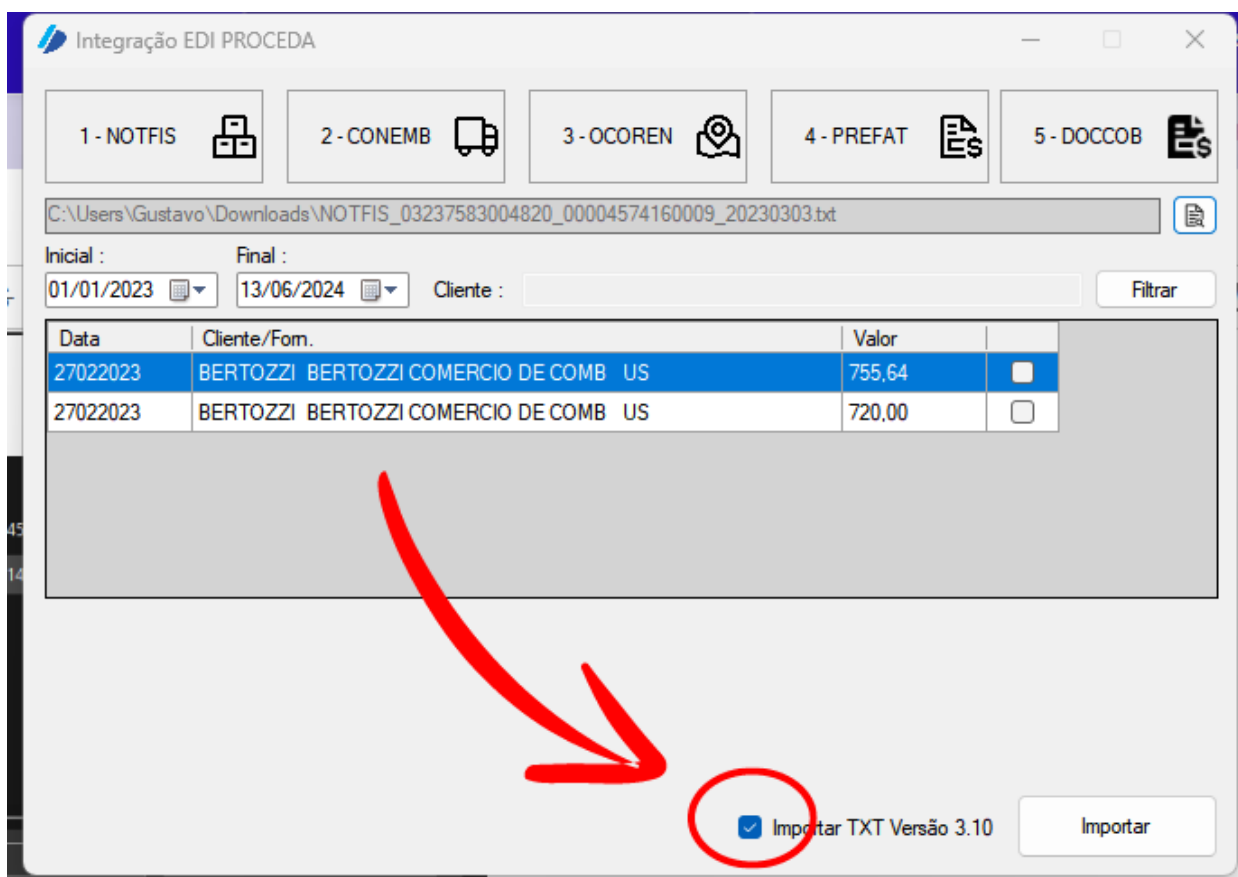 Integração EDI PROCEDA
1 - NOTFIS 2 - CONEMB 3 - OCOREN 4 - PREFAT 5 - DOCCOB
C:\Users\Gustavo\Downloads\NOTFIS_03237583004820_00004574160009_20230303.txt
Inicial : Final :
01/01/2023 13/06/2024 Cliente : Filtrar
Data Cliente/Forn. Valor
27022023 BERTOZZI BERTOZZI COMERCIO DE COMB US 755,64
27022023 BERTOZZI BERTOZZI COMERCIO DE COMB US 720,00
45
14
Importar TXT Versão 3.10 Importar